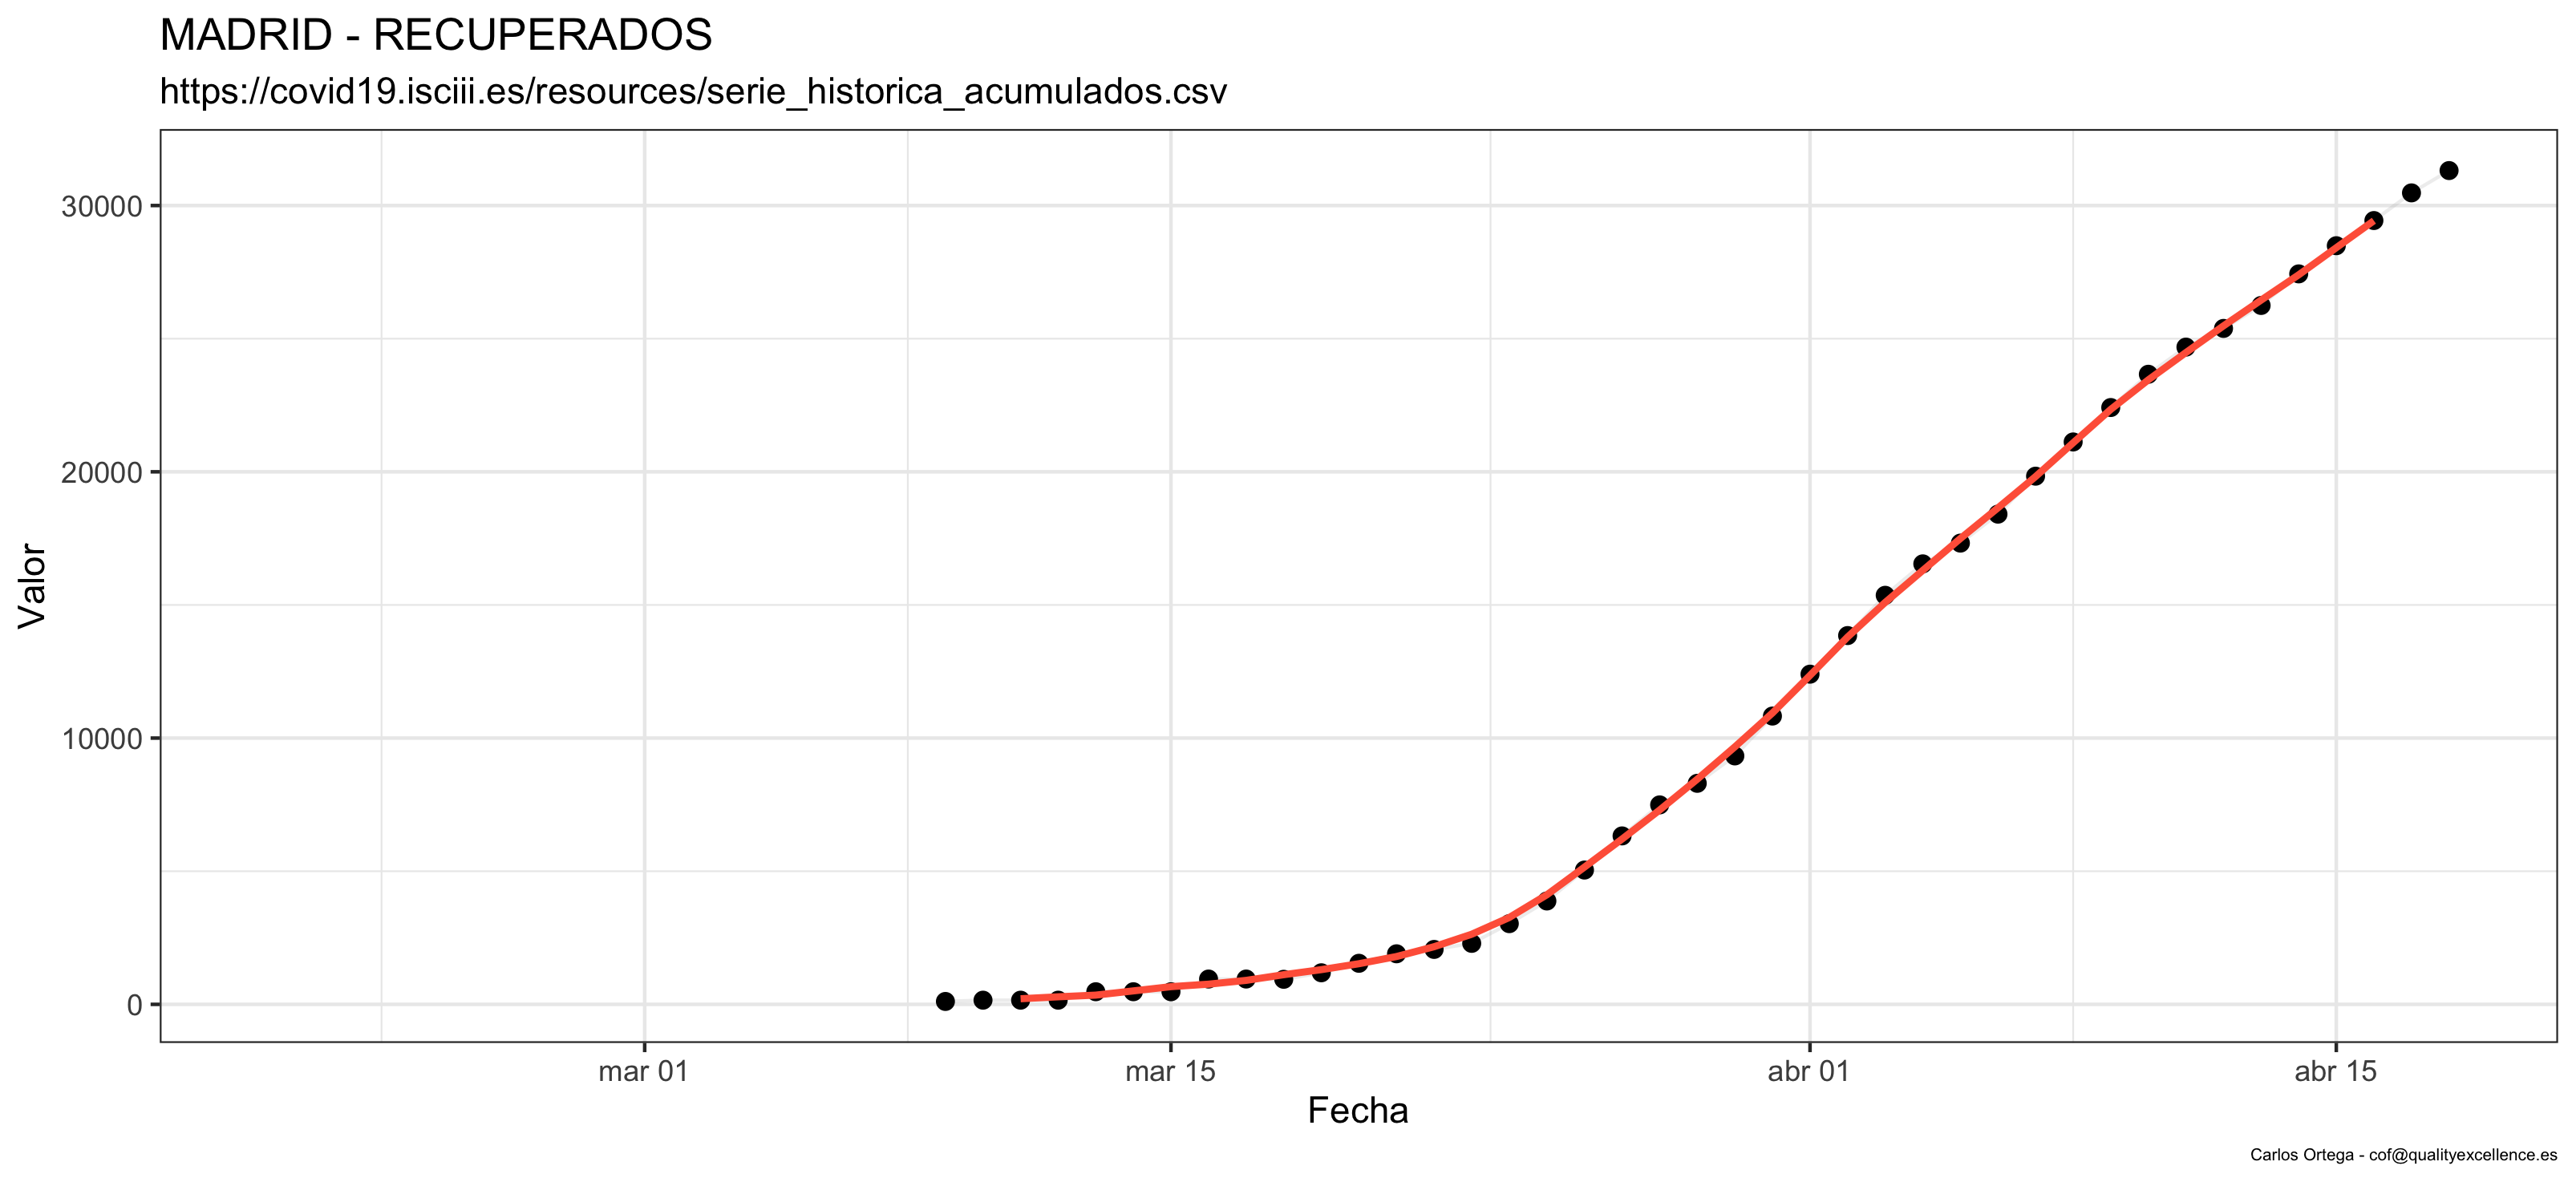 MADRID - RECUPERADOS
https://covid19.isciii.es/resources/serie_historica_acumulados.csv
Valor
30000
20000
10000
0
mar 01
mar 15
abr 01
abr 15
Fecha
Carlos Ortega - cof@qualityexcellence.es